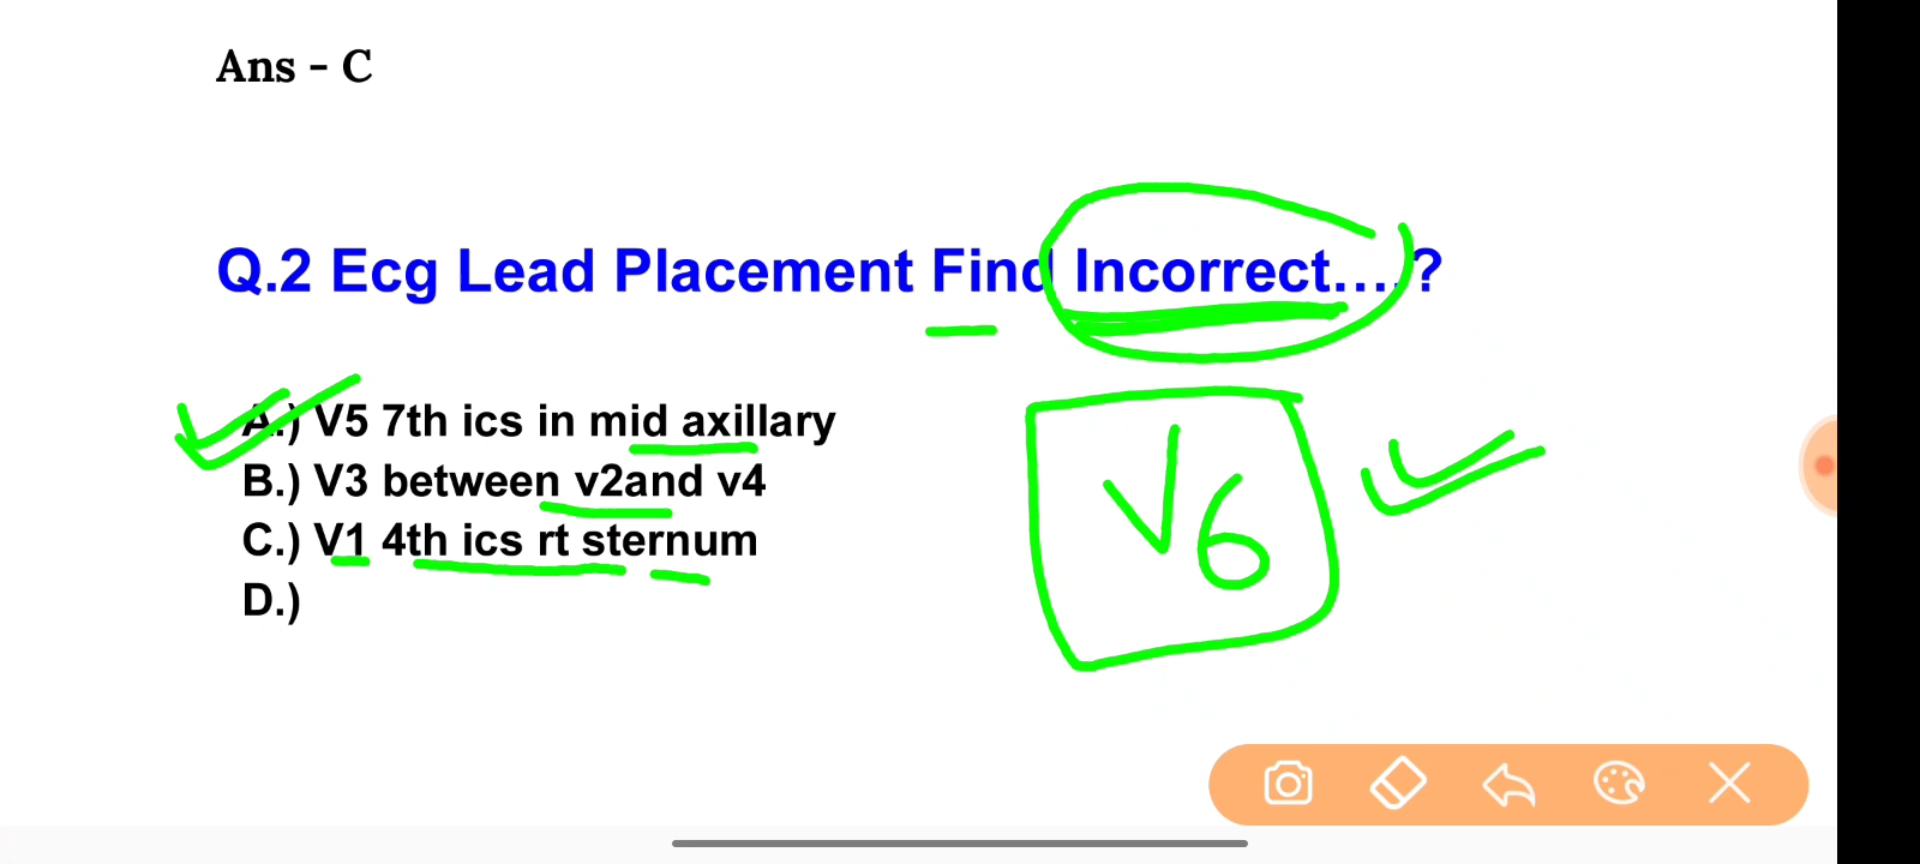 Ans - C
Q.2 Ecg Lead Placement Find Incorrect....?
A.) V5 7th ics in mid axillary
B.) V3 between v2and v4
C.) V1 4th ics rt sternum
D.)
V6